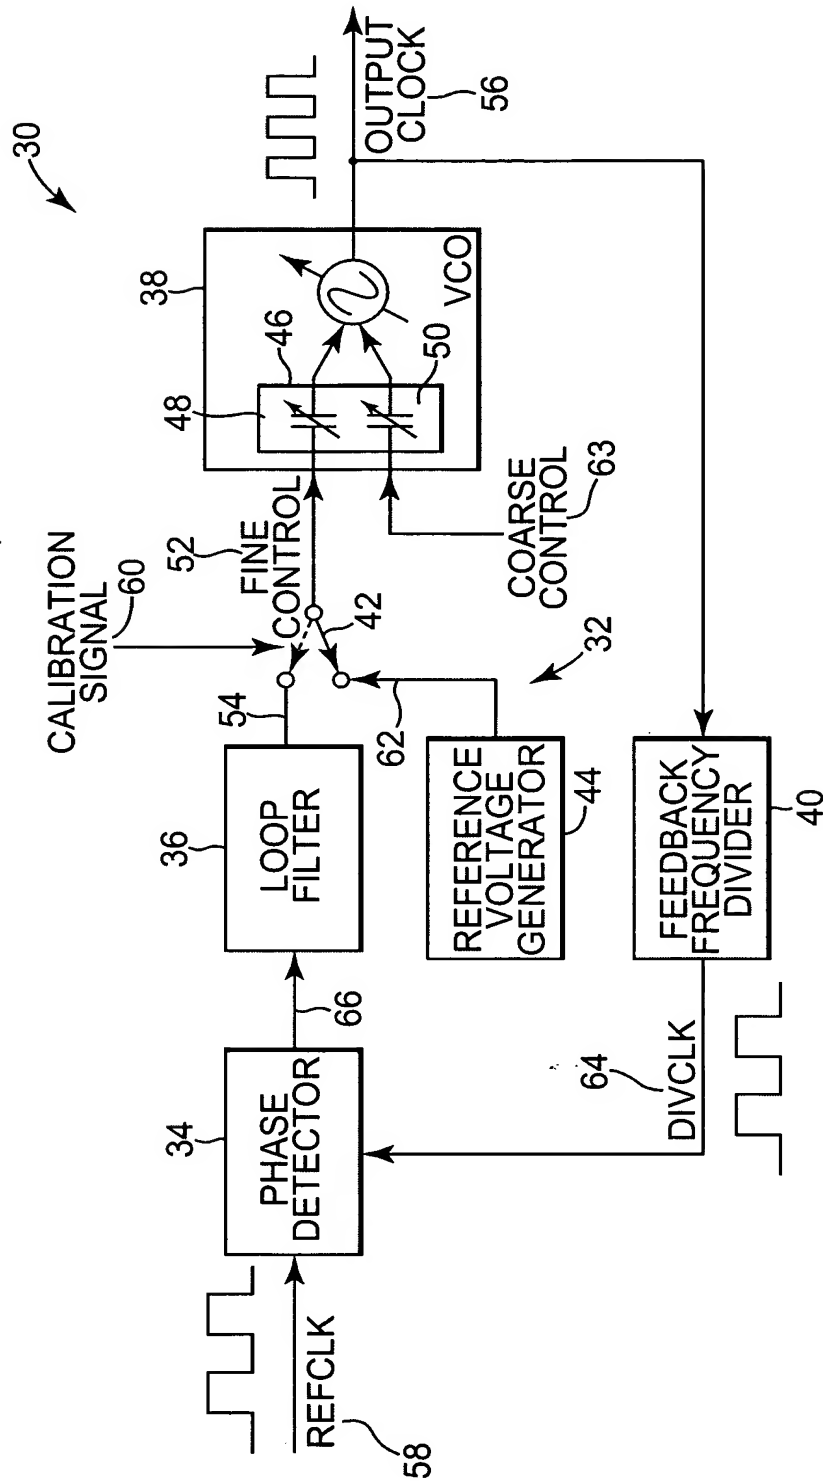 30
OUTPUT
CLOCK
56
38
VCO
46
48
50
CALIBRATION
SIGNAL
60
52
FINE
CONTROL
COARSE
CONTROL
63
42
54
62
32
36
LOOP
FILTER
REFERENCE
VOLTAGE
GENERATOR
44
FEEDBACK
FREQUENCY
DIVIDER
40
66
34
PHASE
DETECTOR
64
DIVCLK
REFCLK
58